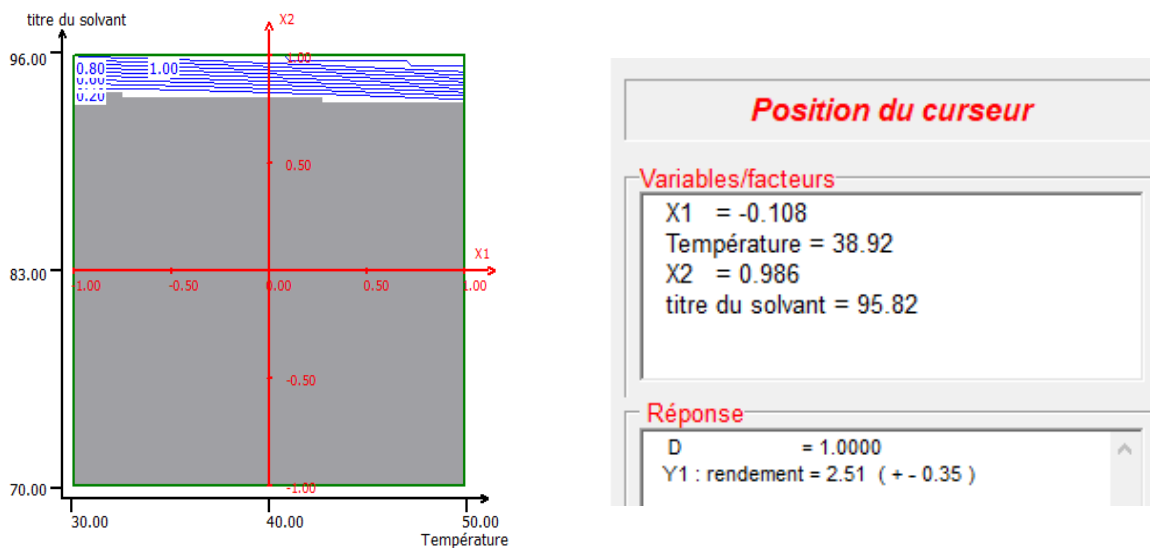 titre du solvant
X2
96.00
1.00
0.80
1.00
0.60
0.20
0.50
X1
83.00
-1.00
-0.50
0.00
0.50
1.00
-0.50
70.00
-1.00
30.00
40.00
50.00
Température
Position du curseur
Variables/facteurs
X1 = -0.108
Température = 38.92
X2 = 0.986
titre du solvant = 95.82
Réponse
D = 1.0000
Y1 : rendement = 2.51 ( + - 0.35 )